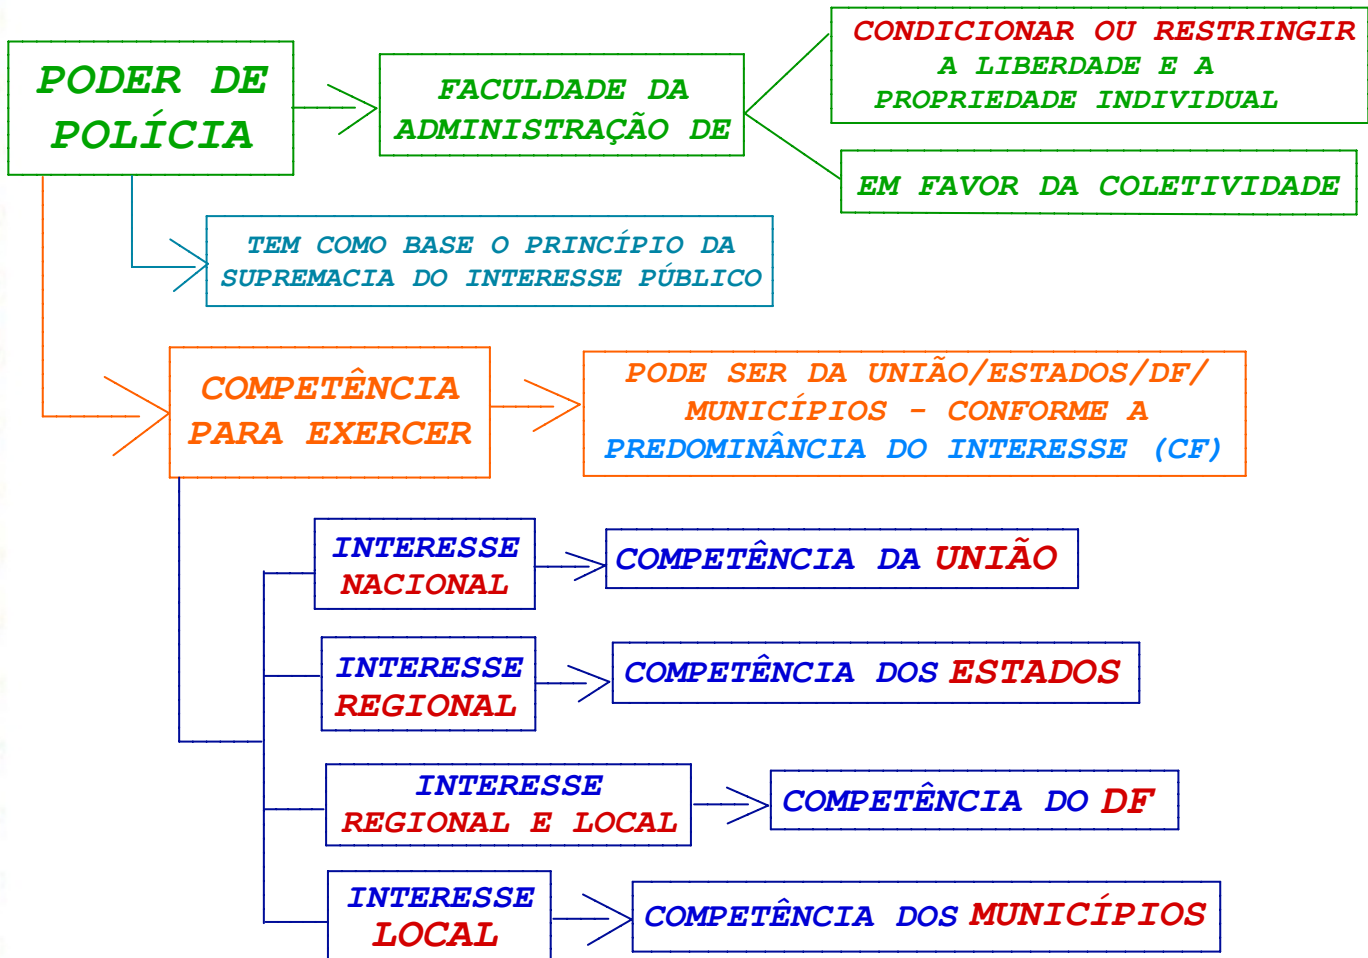 PODER DE
POLÍCIA
FACULDADE DA
ADMINISTRAÇÃO DE
CONDICIONAR OU RESTRINGIR
A LIBERDADE E A
PROPRIEDADE INDIVIDUAL
EM FAVOR DA COLETIVIDADE
TEM COMO BASE O PRINCÍPIO DA
SUPREMACIA DO INTERESSE PÚBLICO
COMPETÊNCIA
PARA EXERCER
PODE SER DA UNIÃO/ESTADOS/DF/
MUNICÍPIOS - CONFORME A
PREDOMINÂNCIA DO INTERESSE (CF)
INTERESSE
NACIONAL
COMPETÊNCIA DA UNIÃO
INTERESSE
REGIONAL
COMPETÊNCIA DOS ESTADOS
INTERESSE
REGIONAL E LOCAL
COMPETÊNCIA DO DF
INTERESSE
LOCAL
COMPETÊNCIA DOS MUNICÍPIOS